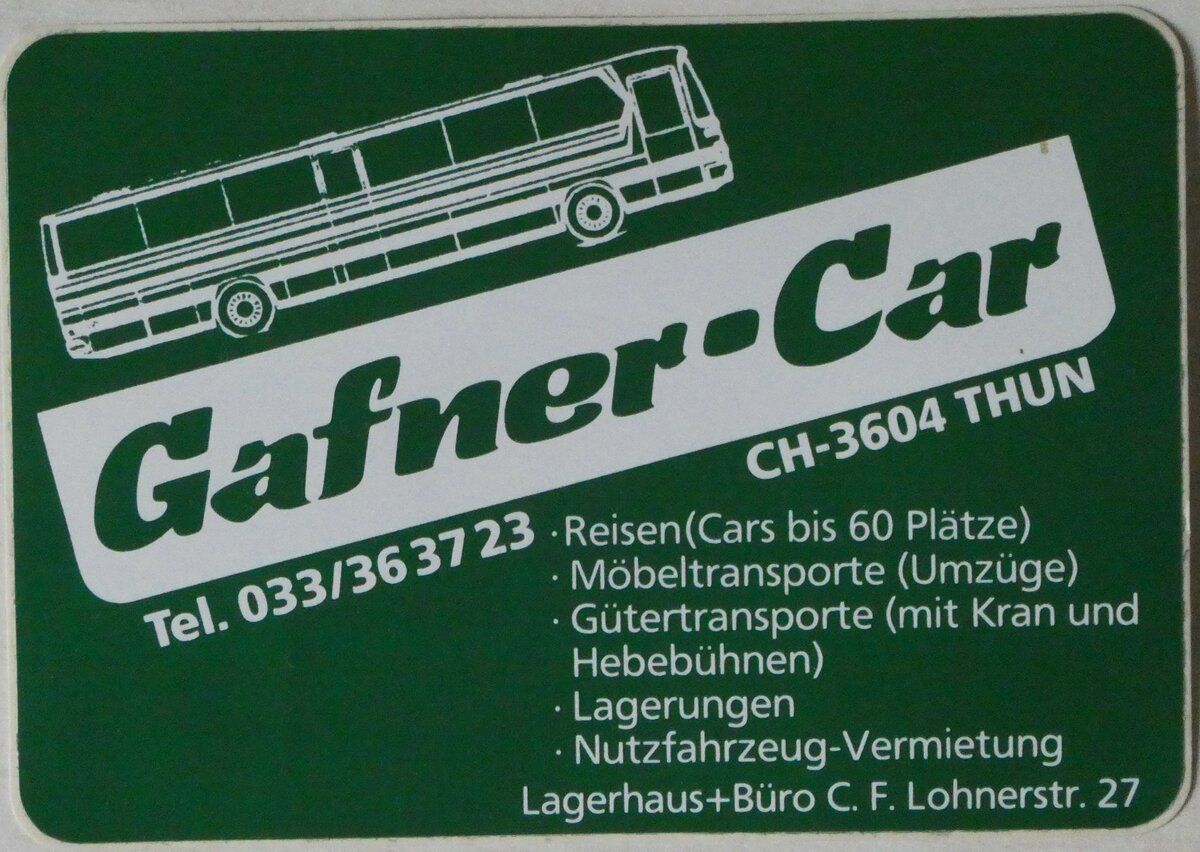 Gafner-Car
CH-3604 THUN
Tel. 033/36 37 23
· Reisen(Cars bis 60 Plätze)
· Möbeltransporte (Umzüge)
· Gütertransporte (mit Kran und
Hebebühnen)
· Lagerungen
· Nutzfahrzeug-Vermietung
Lagerhaus+Büro C. F. Lohnerstr. 27